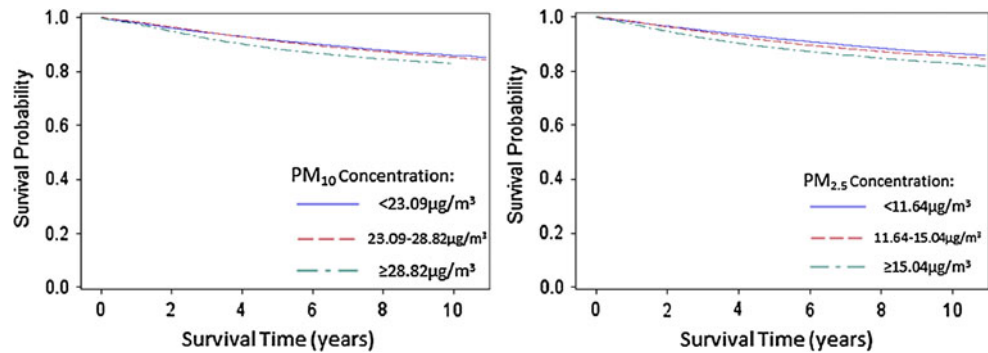 1.0
0.8
0.6
0.4
0.2
0.0
Survival Probability
PM₁₀ Concentration:
<23.09µg/m³
23.09-28.82µg/m³
≥28.82µg/m³
0 2 4 6 8 10
Survival Time (years)
1.0
0.8
0.6
0.4
0.2
0.0
Survival Probability
PM₂.₅ Concentration:
<11.64µg/m³
11.64-15.04µg/m³
≥15.04µg/m³
0 2 4 6 8 10
Survival Time (years)